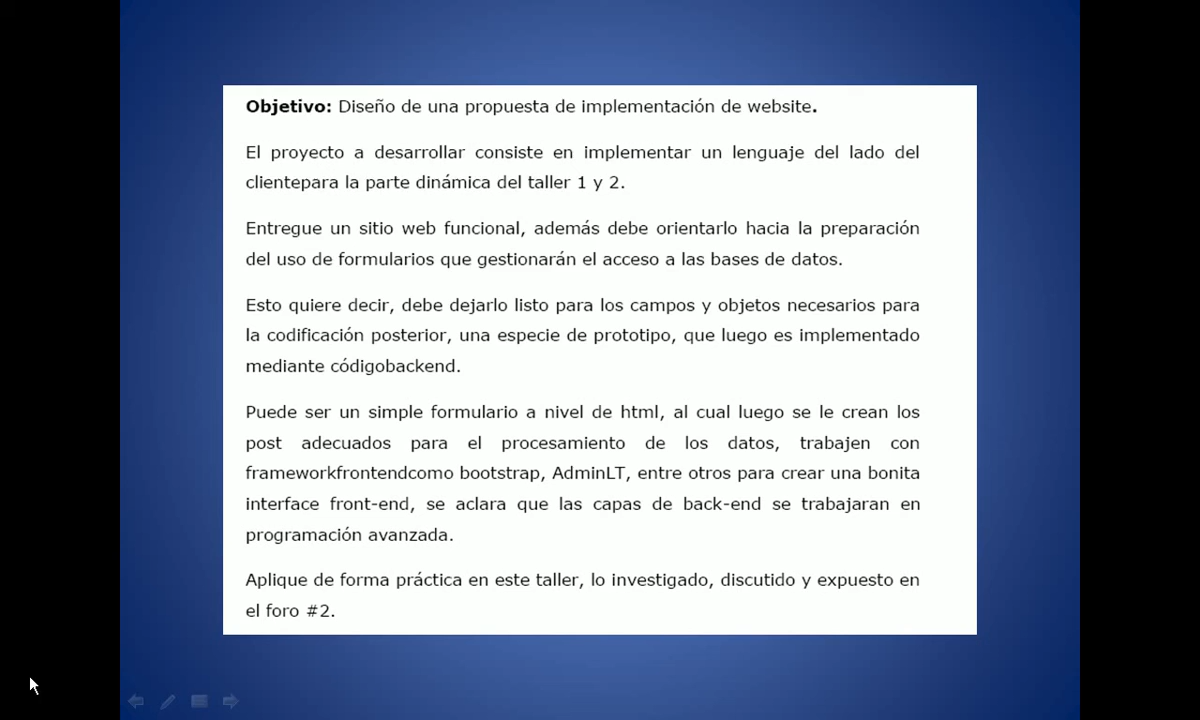 Objetivo: Diseño de una propuesta de implementación de website.
El proyecto a desarrollar consiste en implementar un lenguaje del lado del
clientepara la parte dinámica del taller 1 y 2.
Entregue un sitio web funcional, además debe orientarlo hacia la preparación
del uso de formularios que gestionarán el acceso a las bases de datos.
Esto quiere decir, debe dejarlo listo para los campos y objetos necesarios para
la codificación posterior, una especie de prototipo, que luego es implementado
mediante códigobackend.
Puede ser un simple formulario a nivel de html, al cual luego se le crean los
post adecuados para el procesamiento de los datos, trabajen con
frameworkfrontendcomo bootstrap, AdminLT, entre otros para crear una bonita
interface front-end, se aclara que las capas de back-end se trabajaran en
programación avanzada.
Aplique de forma práctica en este taller, lo investigado, discutido y expuesto en
el foro #2.